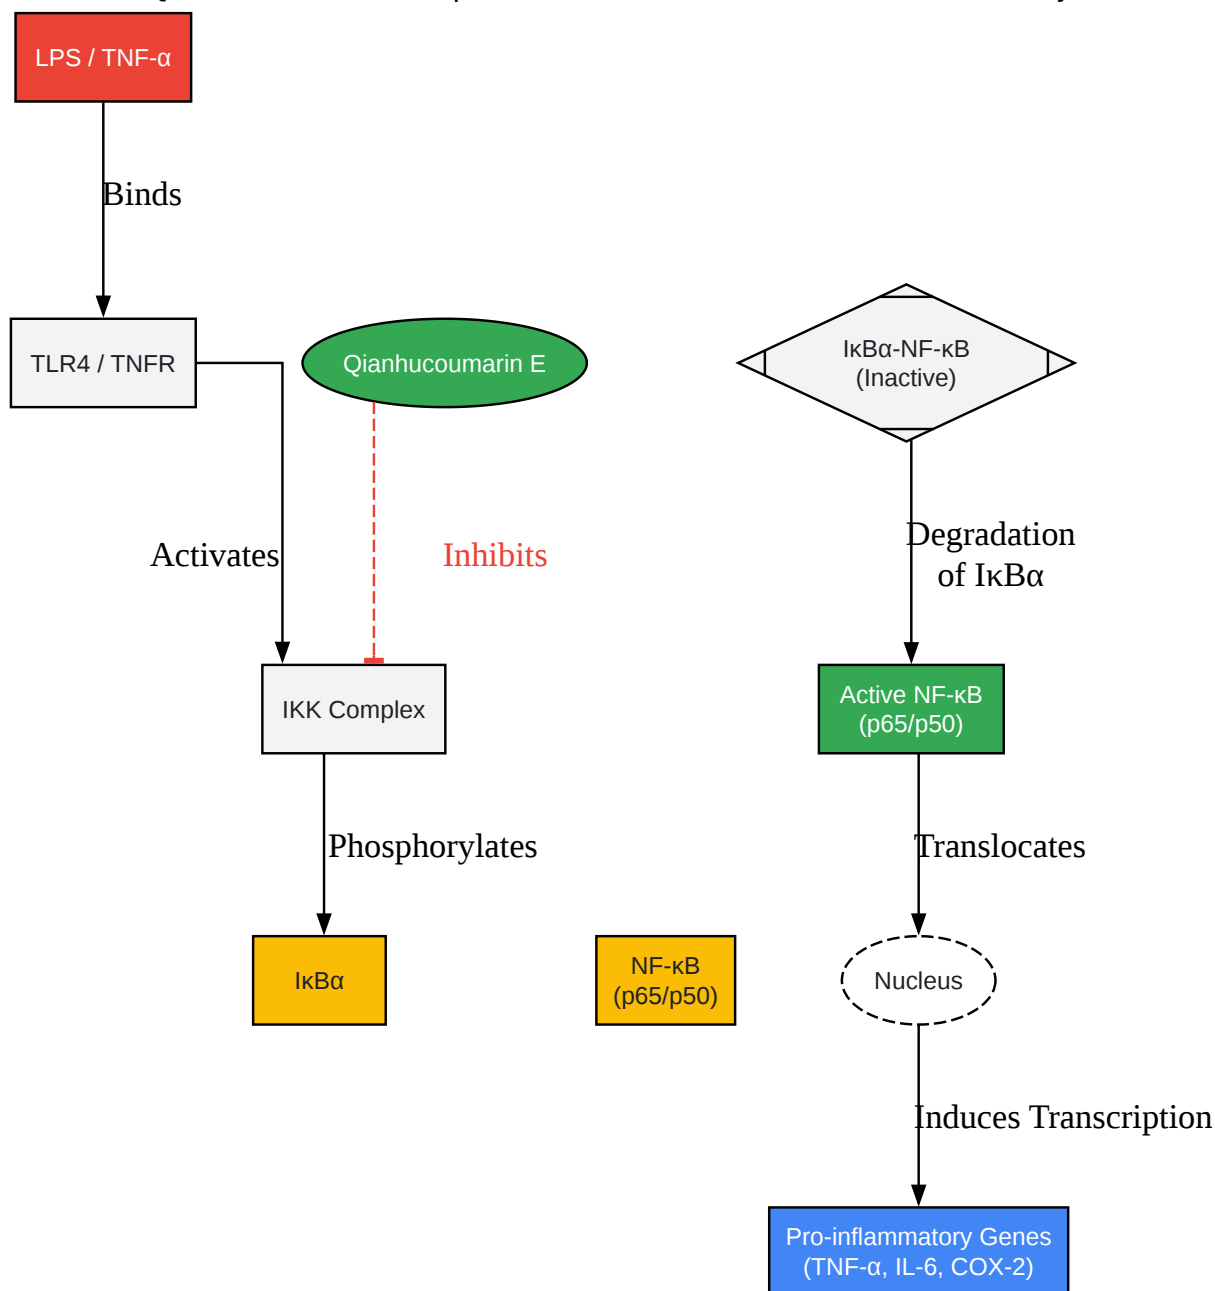 LPS / TNF-α
Binds
TLR4 / TNFR
Qianhucoumarin E
IκBα-NF-κB
(Inactive)
Activates
Inhibits
Degradation
of IκBα
IKK Complex
Active NF-κB
(p65/p50)
Phosphorylates
Translocates
IκBα
NF-κB
(p65/p50)
Nucleus
Induces Transcription
Pro-inflammatory Genes
(TNF-α, IL-6, COX-2)